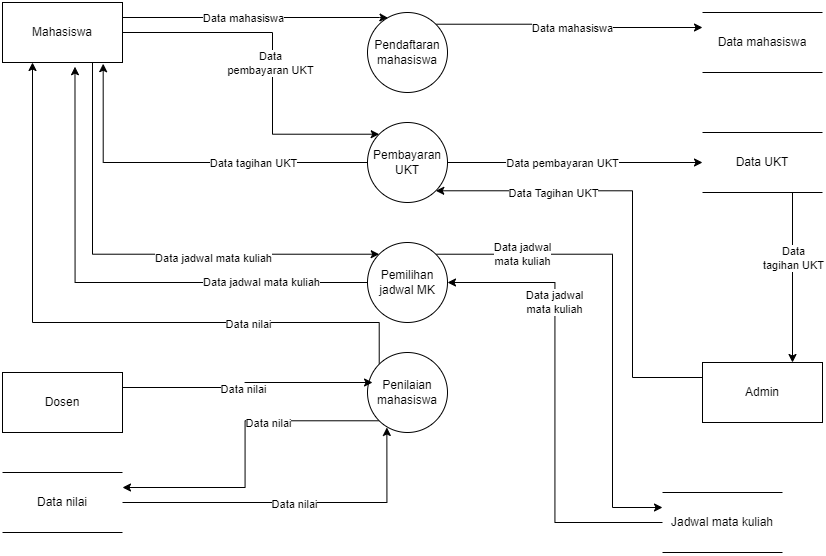 Mahasiswa
Data mahasiswa
Pendaftaran
mahasiswa
Data mahasiswa
Data mahasiswa
Data
pembayaran UKT
Data tagihan UKT
Pembayaran
UKT
Data pembayaran UKT
Data UKT
Data Tagihan UKT
Data
tagihan UKT
Data jadwal mata kuliah
Data jadwal mata kuliah
Pemilihan
jadwal MK
Data jadwal
mata kuliah
Data jadwal
mata kuliah
Data nilai
Dosen
Data nilai
Penilaian
mahasiswa
Admin
Data nilai
Data nilai
Data nilai
Jadwal mata kuliah